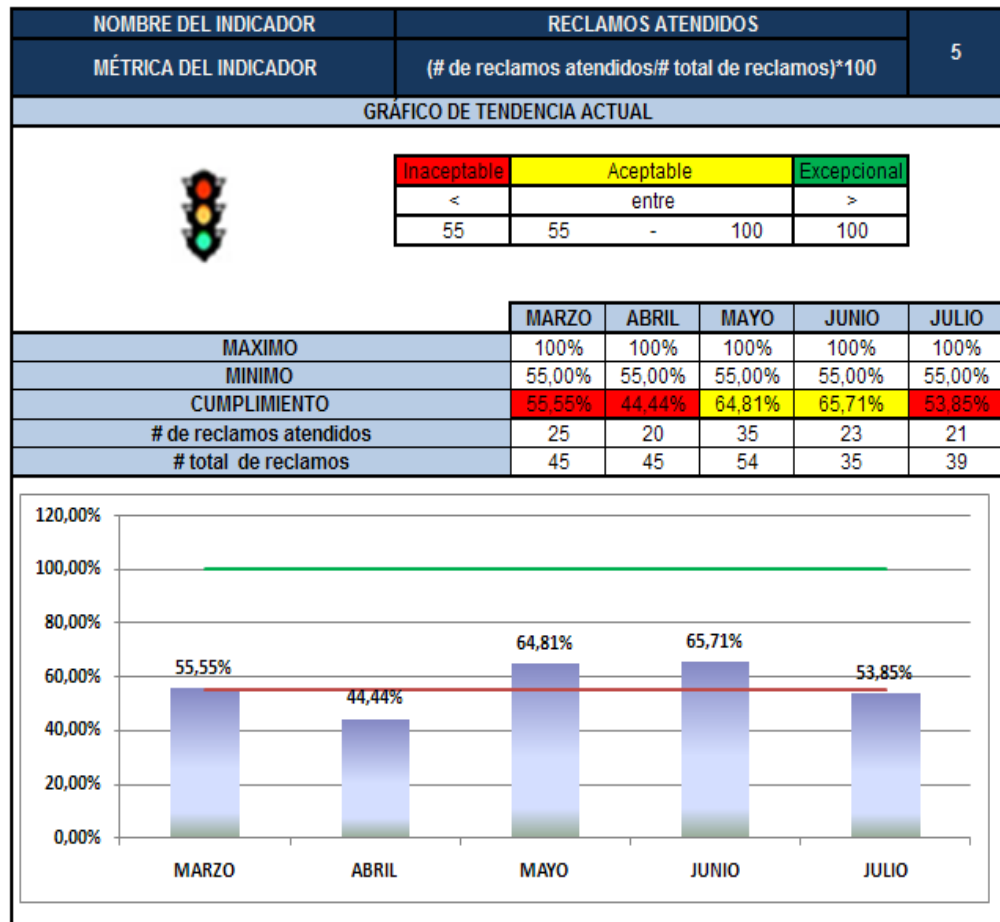 NOMBRE DEL INDICADOR RECLAMOS ATENDIDOS 5
MÉTRICA DEL INDICADOR (# de reclamos atendidos/# total de reclamos)*100
GRÁFICO DE TENDENCIA ACTUAL
Inaceptable Aceptable Excepcional
< entre >
55 55 - 100 100
MARZO ABRIL MAYO JUNIO JULIO
MAXIMO 100% 100% 100% 100% 100%
MINIMO 55,00% 55,00% 55,00% 55,00% 55,00%
CUMPLIMIENTO 55,55% 44,44% 64,81% 65,71% 53,85%
# de reclamos atendidos 25 20 35 23 21
# total de reclamos 45 45 54 35 39
120,00%
100,00%
80,00%
60,00%
40,00%
20,00%
0,00%
55,55% 44,44% 64,81% 65,71% 53,85%
MARZO ABRIL MAYO JUNIO JULIO